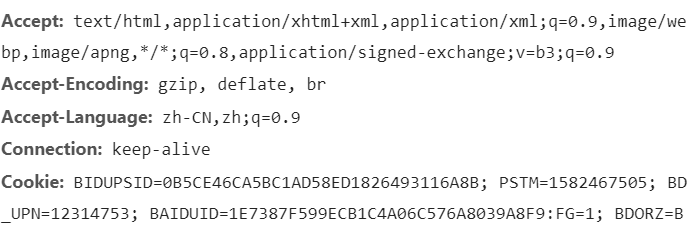 Accept: text/html,application/xhtml+xml,application/xml;q=0.9,image/we
bp,image/apng,*/*;q=0.8,application/signed-exchange;v=b3;q=0.9
Accept-Encoding: gzip, deflate, br
Accept-Language: zh-CN,zh;q=0.9
Connection: keep-alive
Cookie: BIDUPSID=0B5CE46CA5BC1AD58ED1826493116A8B; PSTM=1582467505; BD
_UPN=12314753; BAIDUID=1E7387F599ECB1C4A06C576A8039A8F9:FG=1; BDORZ=B